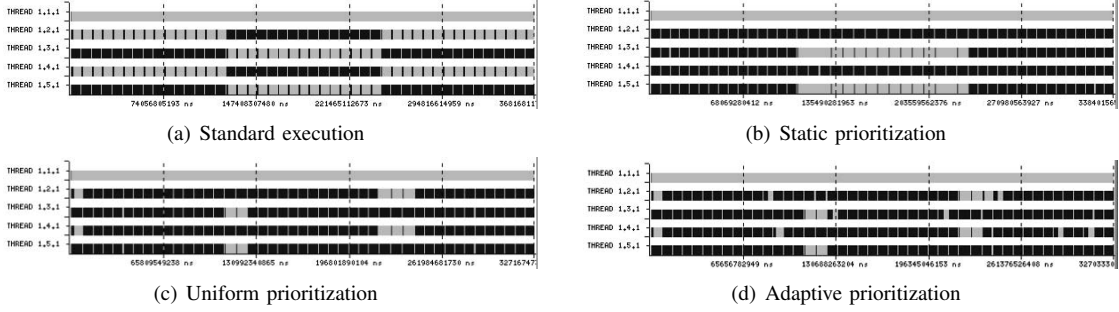 THREAD 1.1.1
THREAD 1.2.1
THREAD 1.3.1
THREAD 1.4.1
THREAD 1.5.1
74056805193 ns 147408307480 ns 221465112673 ns 294816614959 ns
(a) Standard execution
THREAD 1.1.1
THREAD 1.2.1
THREAD 1.3.1
THREAD 1.4.1
THREAD 1.5.1
68069280412 ns 135490281963 ns 203559562376 ns 270980563927 ns
(b) Static prioritization
THREAD 1.1.1
THREAD 1.2.1
THREAD 1.3.1
THREAD 1.4.1
THREAD 1.5.1
65809549238 ns 130992340865 ns 196801890104 ns 261984681730 ns
(c) Uniform prioritization
THREAD 1.1.1
THREAD 1.2.1
THREAD 1.3.1
THREAD 1.4.1
THREAD 1.5.1
65656782949 ns 130688263204 ns 196345046153 ns 261376526408 ns
(d) Adaptive prioritization